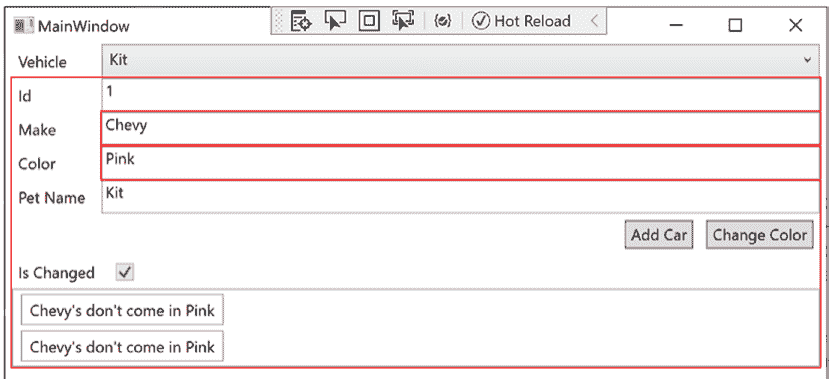 MainWindow
Hot Reload
Vehicle Kit
Id 1
Make Chevy
Color Pink
Pet Name Kit
Add Car Change Color
Is Changed
Chevy's don't come in Pink
Chevy's don't come in Pink